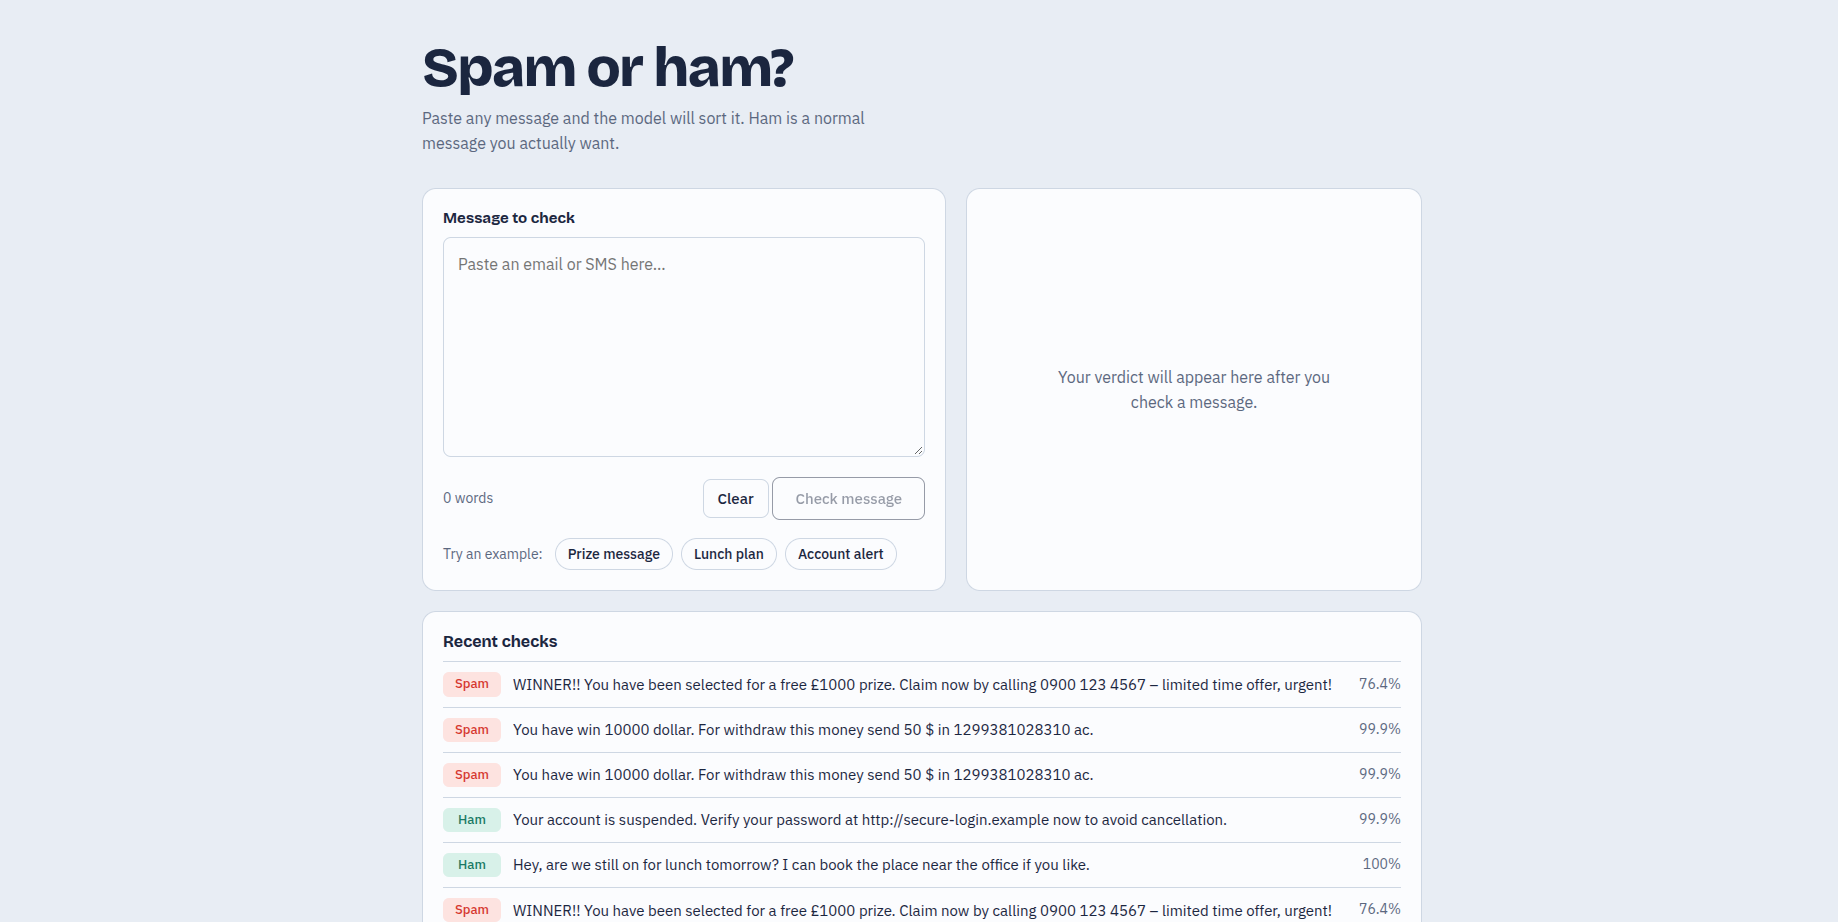 Spam or ham?
Paste any message and the model will sort it. Ham is a normal
message you actually want.
Message to check
Paste an email or SMS here...
0 words
Clear
Check message
Try an example:
Prize message
Lunch plan
Account alert
Your verdict will appear here after you
check a message.
Recent checks
Spam WINNER!! You have been selected for a free £1000 prize. Claim now by calling 0900 123 4567 – limited time offer, urgent! 76.4%
Spam You have win 10000 dollar. For withdraw this money send 50 $ in 1299381028310 ac. 99.9%
Spam You have win 10000 dollar. For withdraw this money send 50 $ in 1299381028310 ac. 99.9%
Ham Your account is suspended. Verify your password at http://secure-login.example now to avoid cancellation. 99.9%
Ham Hey, are we still on for lunch tomorrow? I can book the place near the office if you like. 100%
Spam WINNER!! You have been selected for a free £1000 prize. Claim now by calling 0900 123 4567 – limited time offer, urgent! 76.4%